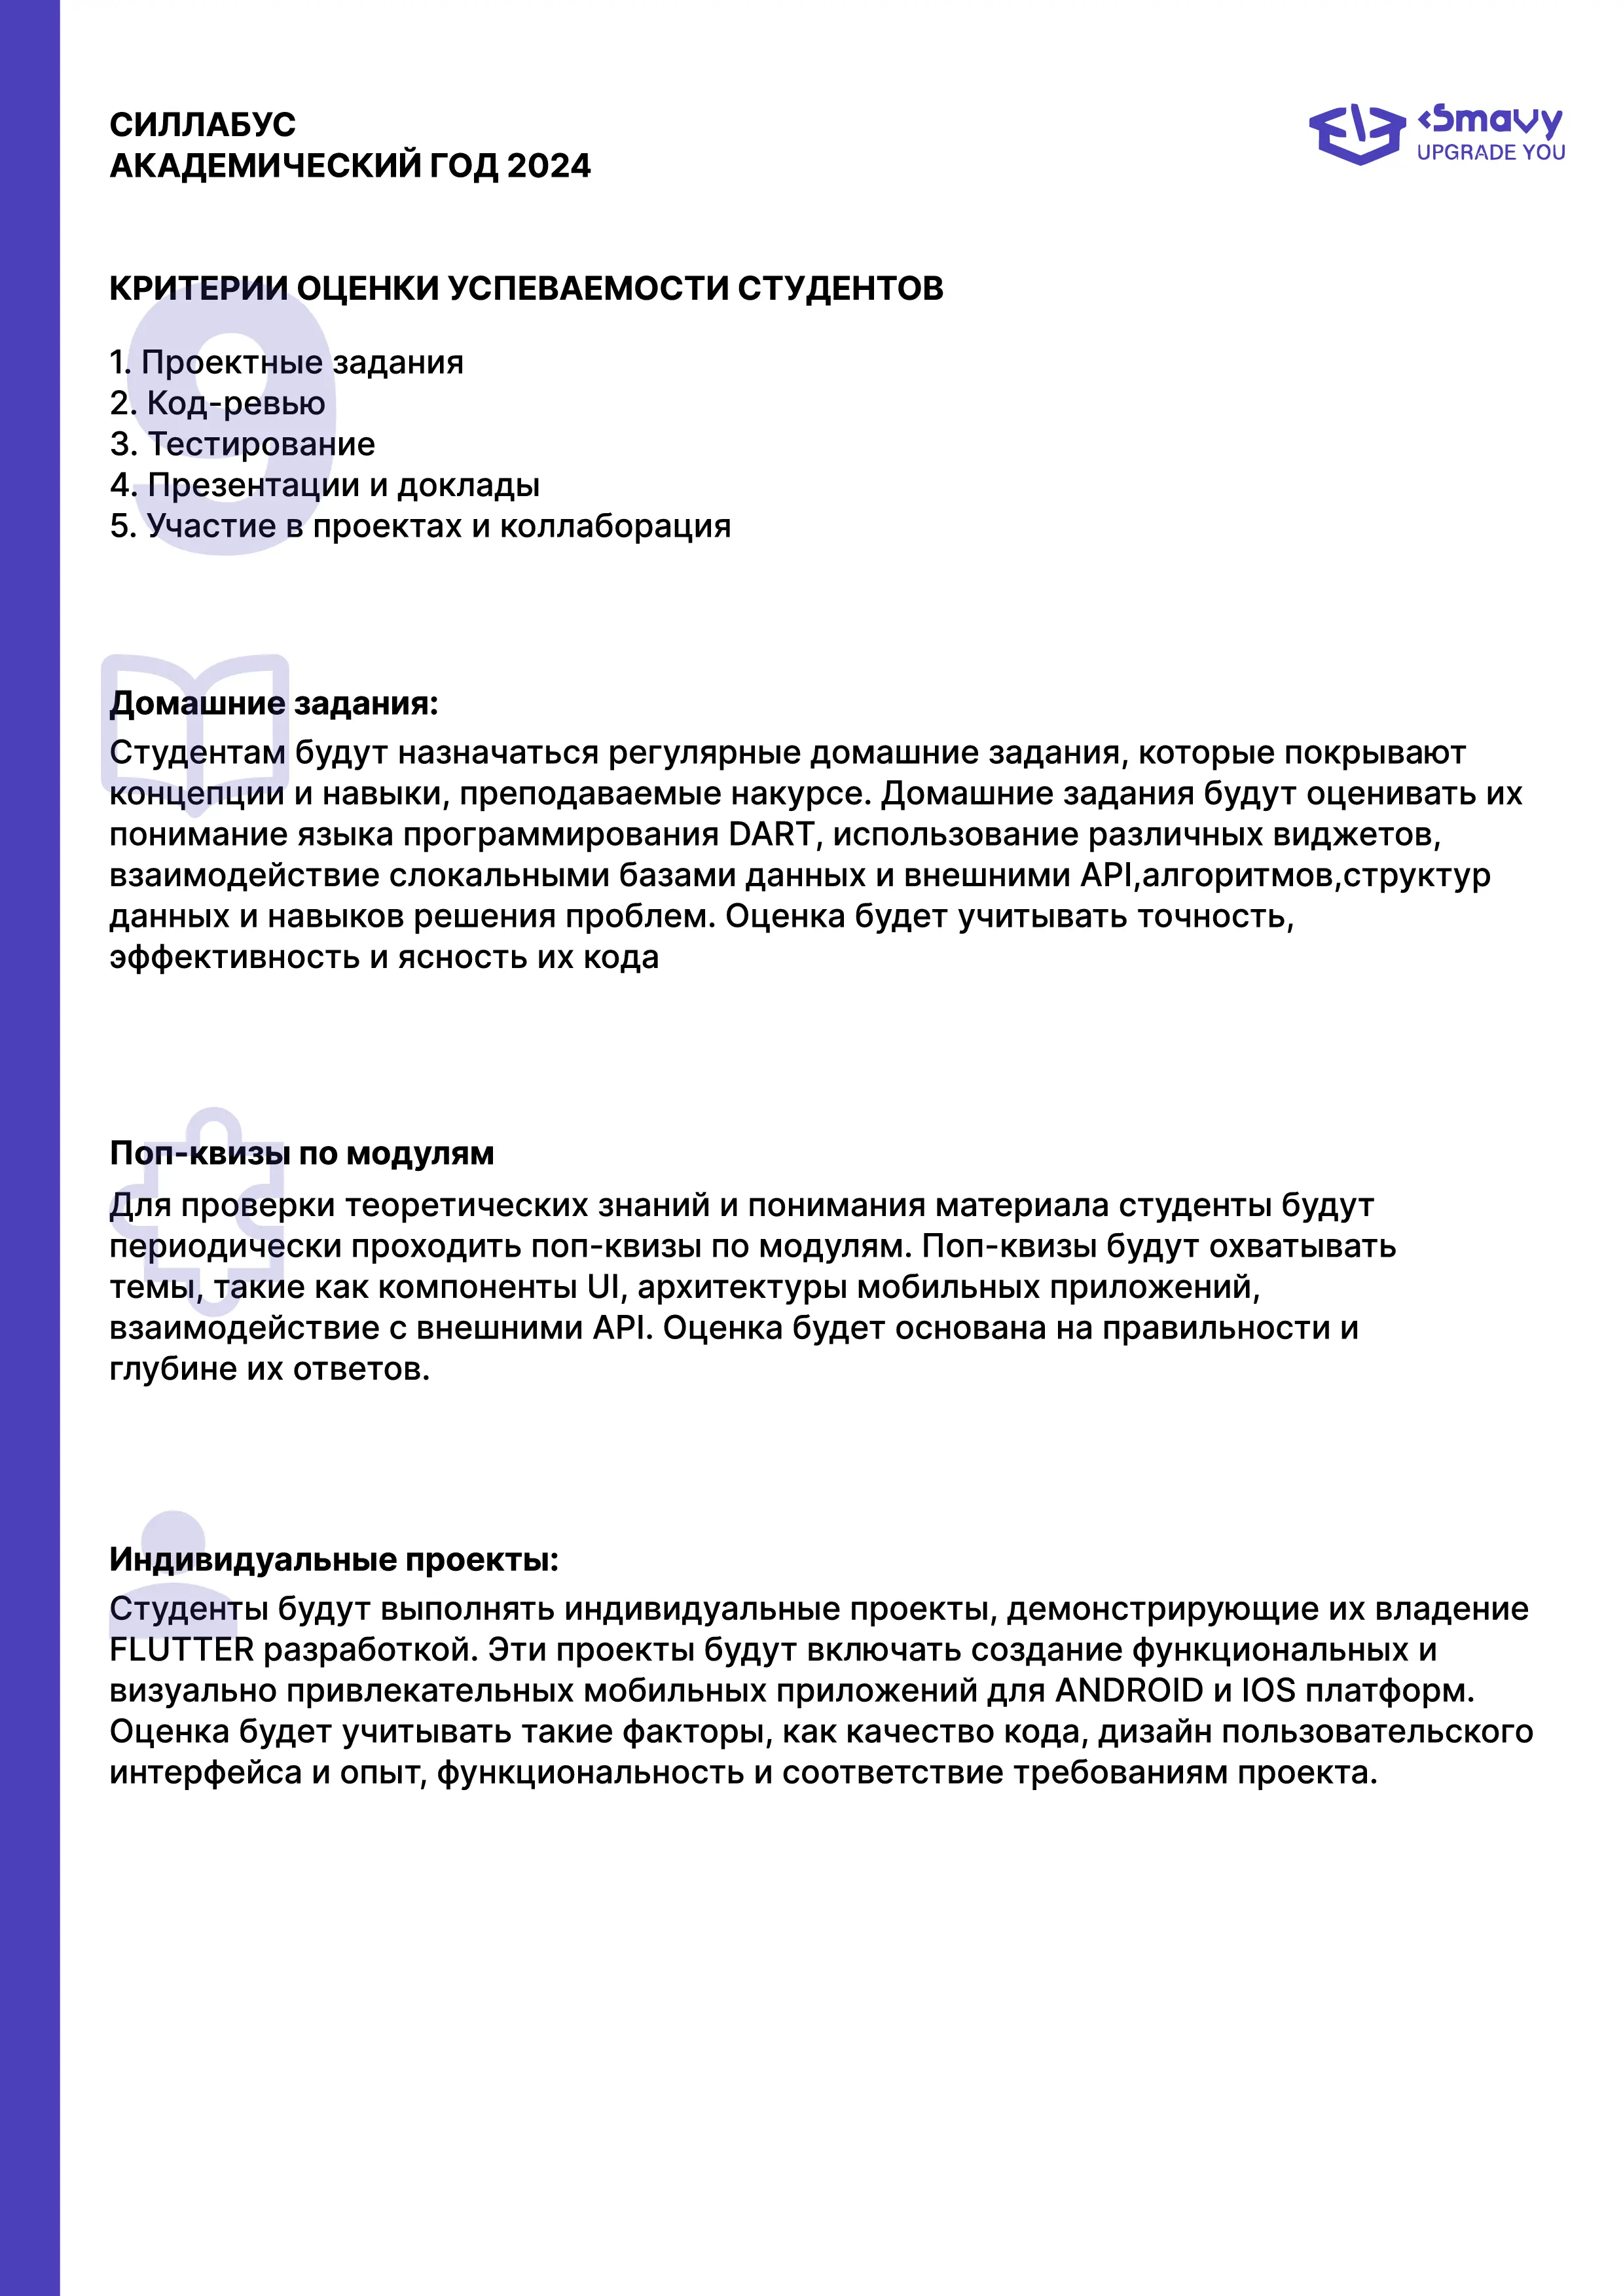 СИЛЛАБУС
АКАДЕМИЧЕСКИЙ ГОД 2024
<Smavy
UPGRADE YOU
9
КРИТЕРИИ ОЦЕНКИ УСПЕВАЕМОСТИ СТУДЕНТОВ
1. Проектные задания
2. Код-ревью
3. Тестирование
4. Презентации и доклады
5. Участие в проектах и коллаборация
Домашние задания:
Студентам будут назначаться регулярные домашние задания, которые покрывают
концепции и навыки, преподаваемые накурсе. Домашние задания будут оценивать их
понимание языка программирования DART, использование различных виджетов,
взаимодействие слокальными базами данных и внешними API,алгоритмов,структур
данных и навыков решения проблем. Оценка будет учитывать точность,
эффективность и ясность их кода
Поп-квизы по модулям
Для проверки теоретических знаний и понимания материала студенты будут
периодически проходить поп-квизы по модулям. Поп-квизы будут охватывать
темы, такие как компоненты UI, архитектуры мобильных приложений,
взаимодействие с внешними API. Оценка будет основана на правильности и
глубине их ответов.
Индивидуальные проекты:
Студенты будут выполнять индивидуальные проекты, демонстрирующие их владение
FLUTTER разработкой. Эти проекты будут включать создание функциональных и
визуально привлекательных мобильных приложений для ANDROID и IOS платформ.
Оценка будет учитывать такие факторы, как качество кода, дизайн пользовательского
интерфейса и опыт, функциональность и соответствие требованиям проекта.